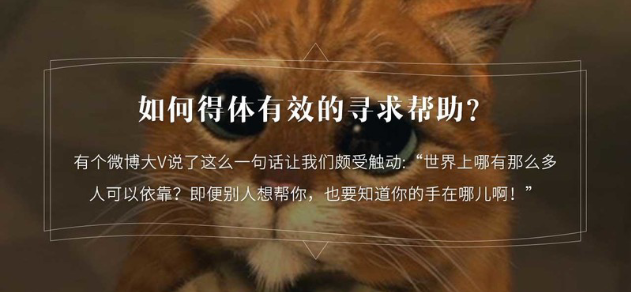 如何得体有效的寻求帮助？
有个微博大V说了这么一句话让我们颇受触动:“世界上哪有那么多
人可以依靠？即便别人想帮你，也要知道你的手在哪儿啊！”